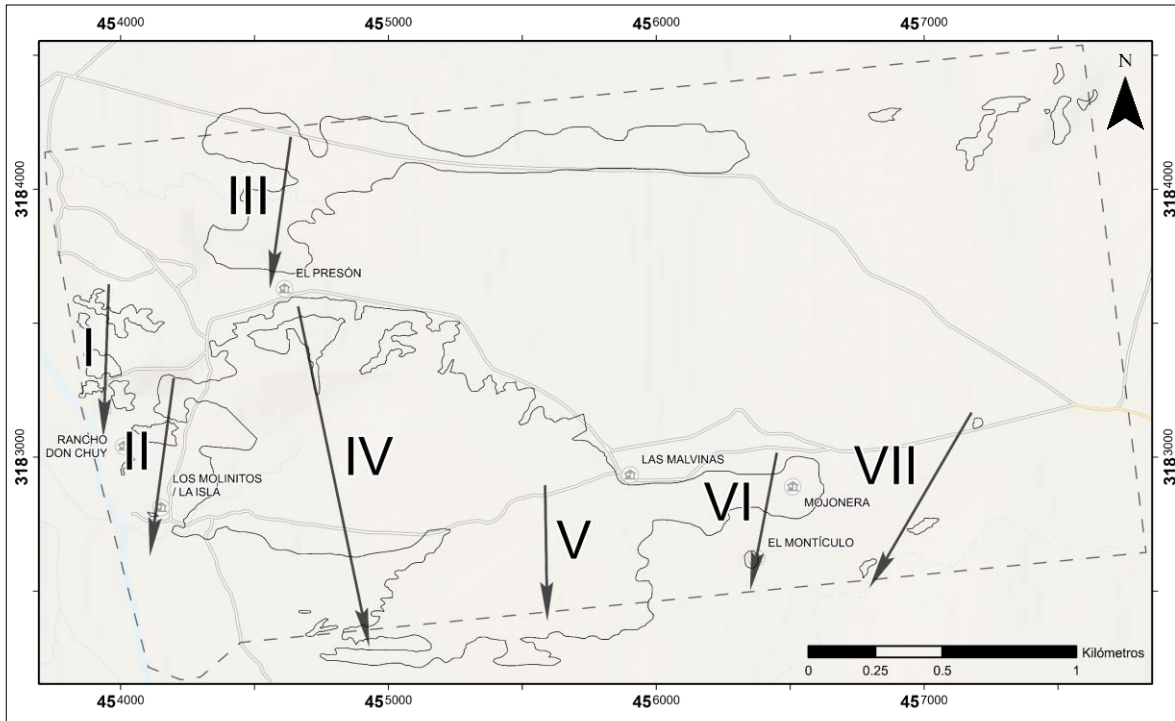 454000 455000 456000 457000
N
3184000 3184000
III
EL PRESÓN
I
RANCHO
DON CHUY
II
LOS MOLINITOS
/ LA ISLA
IV
3183000 3183000
LAS MALVINAS
VII
VI
MOJONERA
V
EL MONTÍCULO
Kilómetros
0 0.25 0.5 1
454000 455000 456000 457000